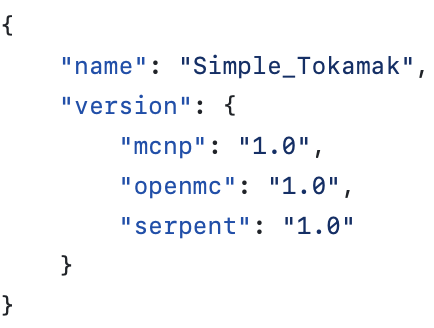 {
    "name": "Simple_Tokamak",
    "version": {
        "mcnp": "1.0",
        "openmc": "1.0",
        "serpent": "1.0"
    }
}